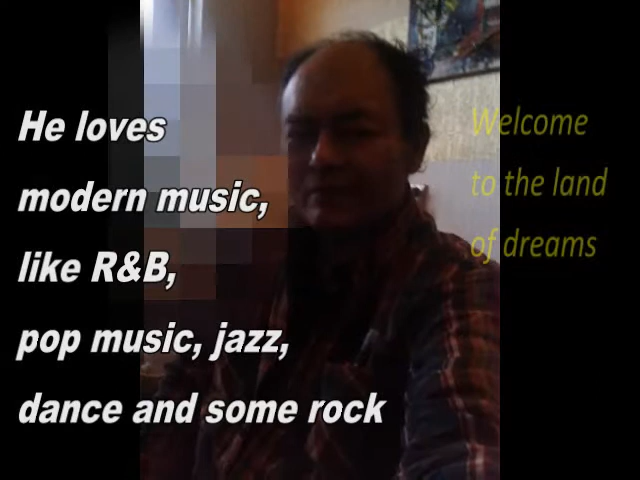 He loves
modern music,
like R&B,
pop music, jazz,
dance and some rock
Welcome
to the land
of dreams